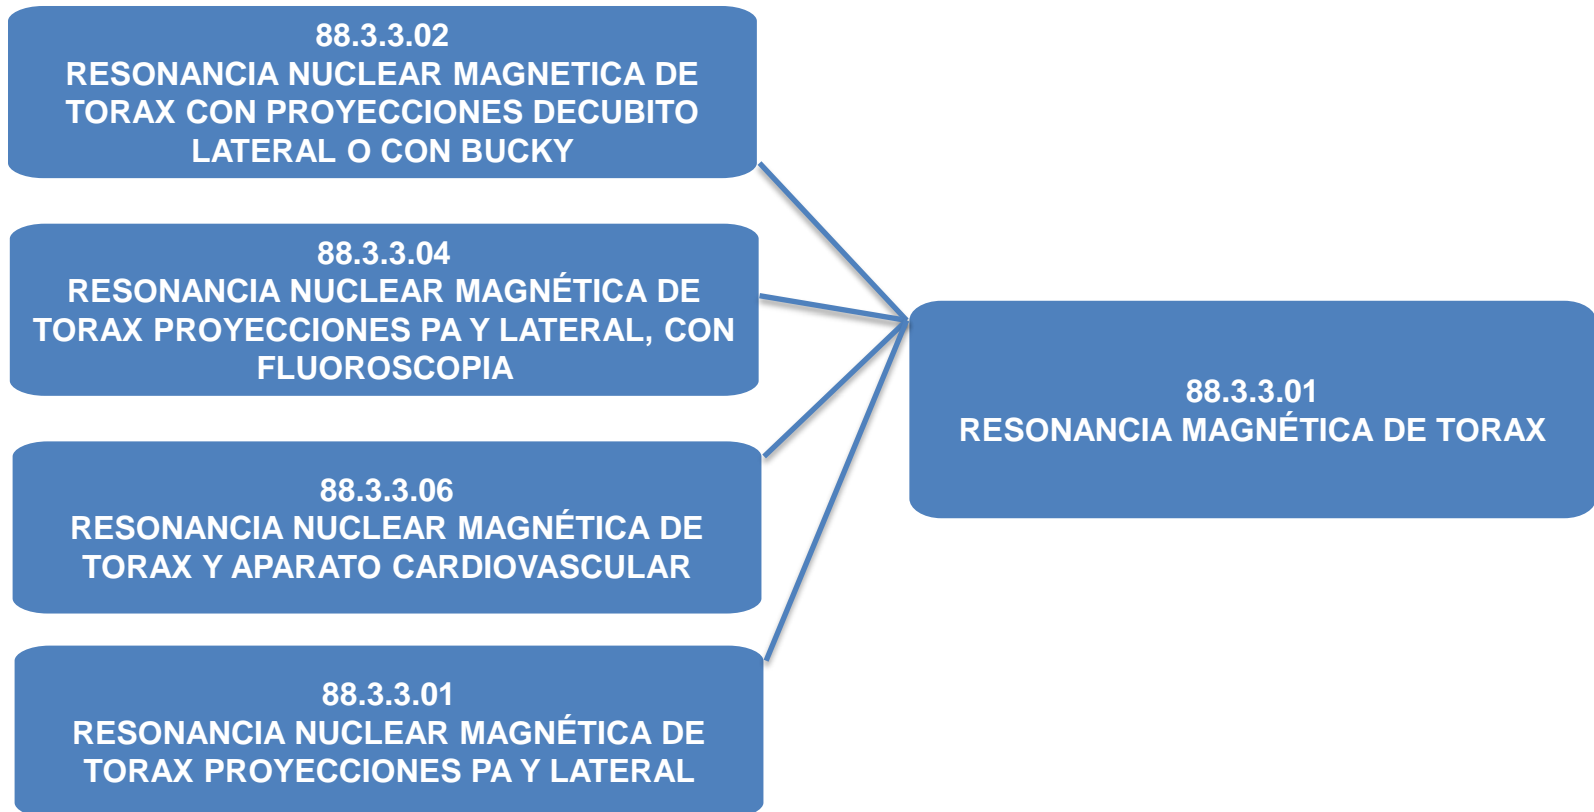 88.3.3.02
RESONANCIA NUCLEAR MAGNETICA DE
TORAX CON PROYECCIONES DECUBITO
LATERAL O CON BUCKY
88.3.3.04
RESONANCIA NUCLEAR MAGNÉTICA DE
TORAX PROYECCIONES PA Y LATERAL, CON
FLUOROSCOPIA
88.3.3.06
RESONANCIA NUCLEAR MAGNÉTICA DE
TORAX Y APARATO CARDIOVASCULAR
88.3.3.01
RESONANCIA NUCLEAR MAGNÉTICA DE
TORAX PROYECCIONES PA Y LATERAL
88.3.3.01
RESONANCIA MAGNÉTICA DE TORAX